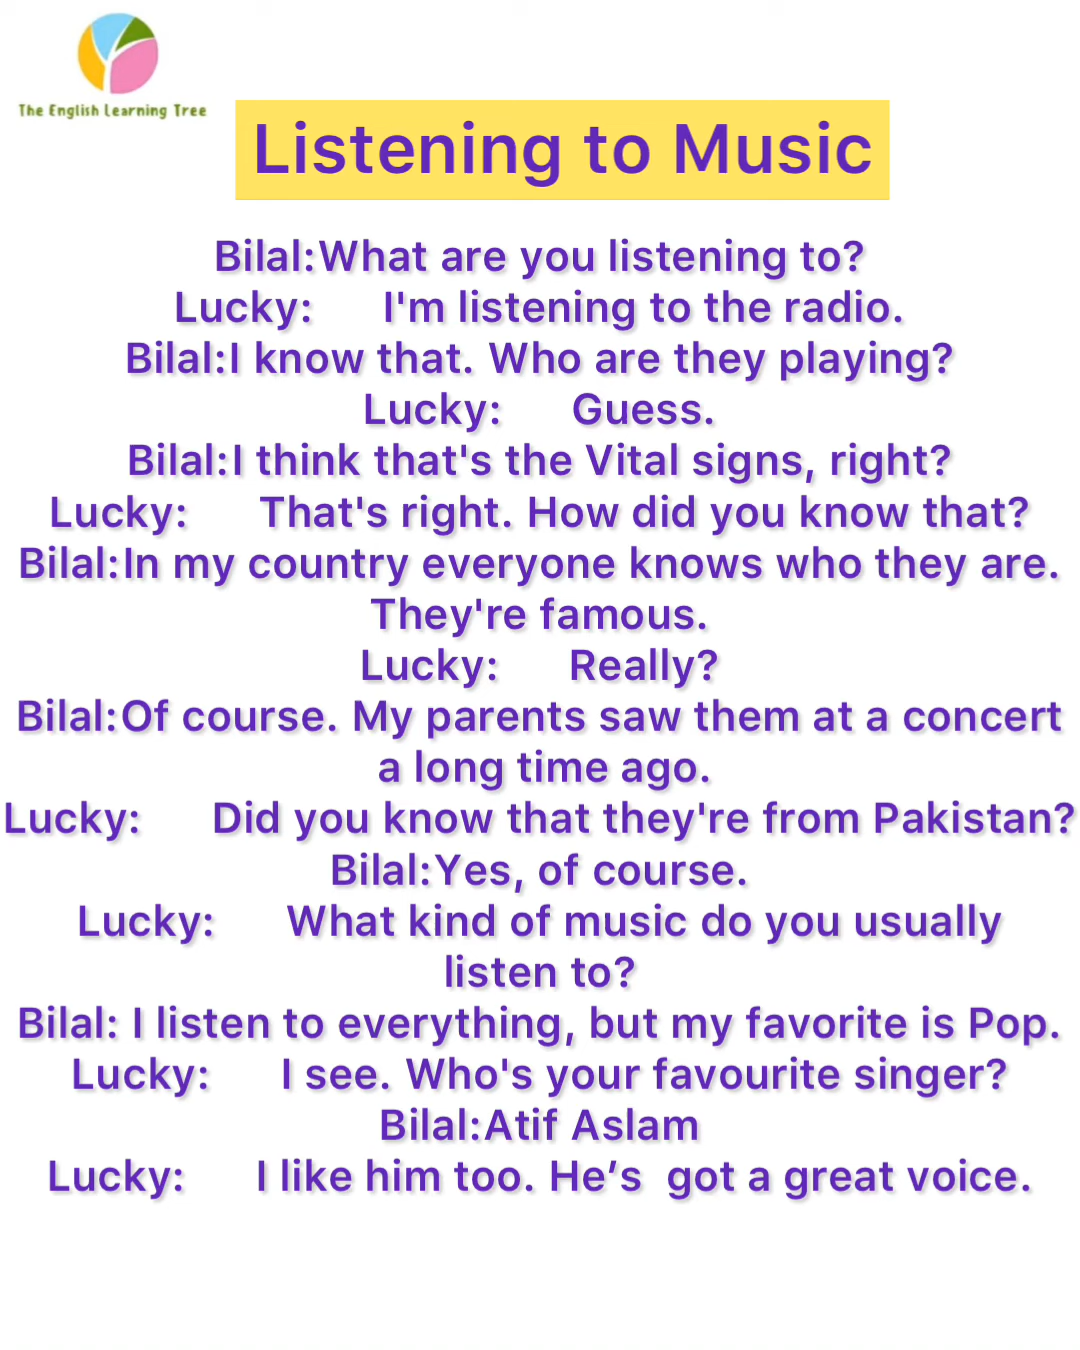 The English Learning Tree
Listening to Music
Bilal:What are you listening to?
Lucky: I'm listening to the radio.
Bilal:I know that. Who are they playing?
Lucky: Guess.
Bilal:I think that's the Vital signs, right?
Lucky: That's right. How did you know that?
Bilal:In my country everyone knows who they are.
They're famous.
Lucky: Really?
Bilal:Of course. My parents saw them at a concert
a long time ago.
Lucky: Did you know that they're from Pakistan?
Bilal:Yes, of course.
Lucky: What kind of music do you usually
listen to?
Bilal: I listen to everything, but my favorite is Pop.
Lucky: I see. Who's your favourite singer?
Bilal:Atif Aslam
Lucky: I like him too. He’s got a great voice.